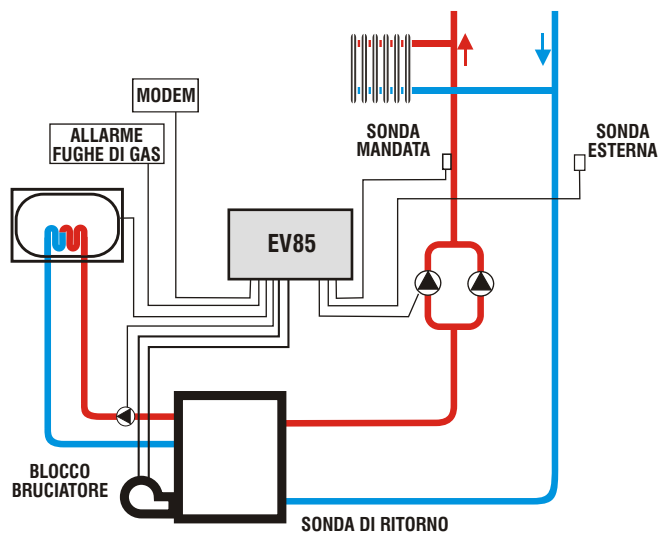 MODEM
ALLARME
FUGHE DI GAS
SONDA
MANDATA
SONDA
ESTERNA
EV85
BLOCCO
BRUCIATORE
SONDA DI RITORNO